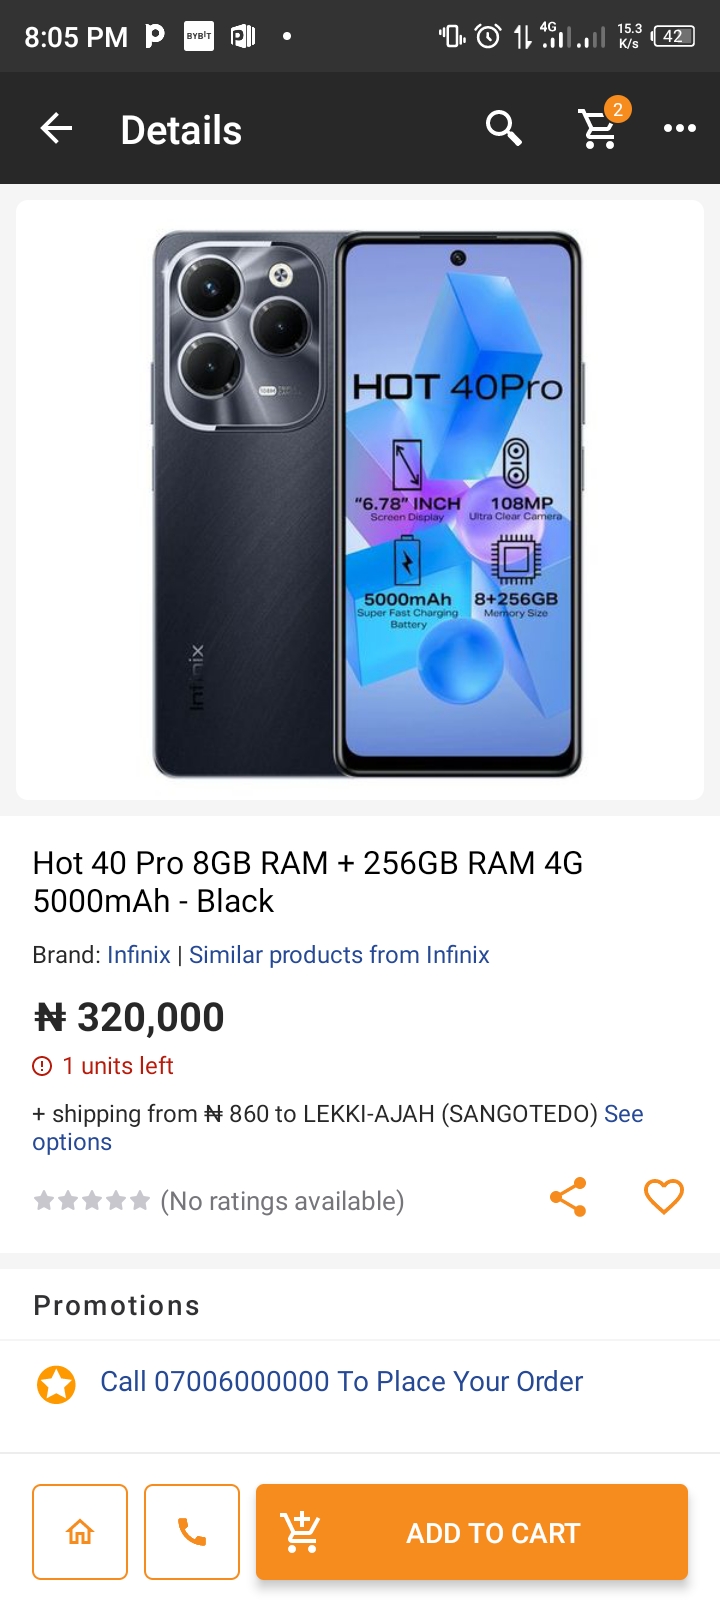 8:05 PM
BYBIT
4G
15.3
K/s
42
Details
2
HOT 40Pro
"6.78" INCH
Screen Display
108MP
Ultra Clear Camera
5000mAh
Super Fast Charging
Battery
8+256GB
Memory Size
Infinix
Hot 40 Pro 8GB RAM + 256GB RAM 4G
5000mAh - Black
Brand: Infinix | Similar products from Infinix
₦ 320,000
1 units left
+ shipping from ₦ 860 to LEKKI-AJAH (SANGOTEDO) See
options
(No ratings available)
Promotions
Call 07006000000 To Place Your Order
ADD TO CART